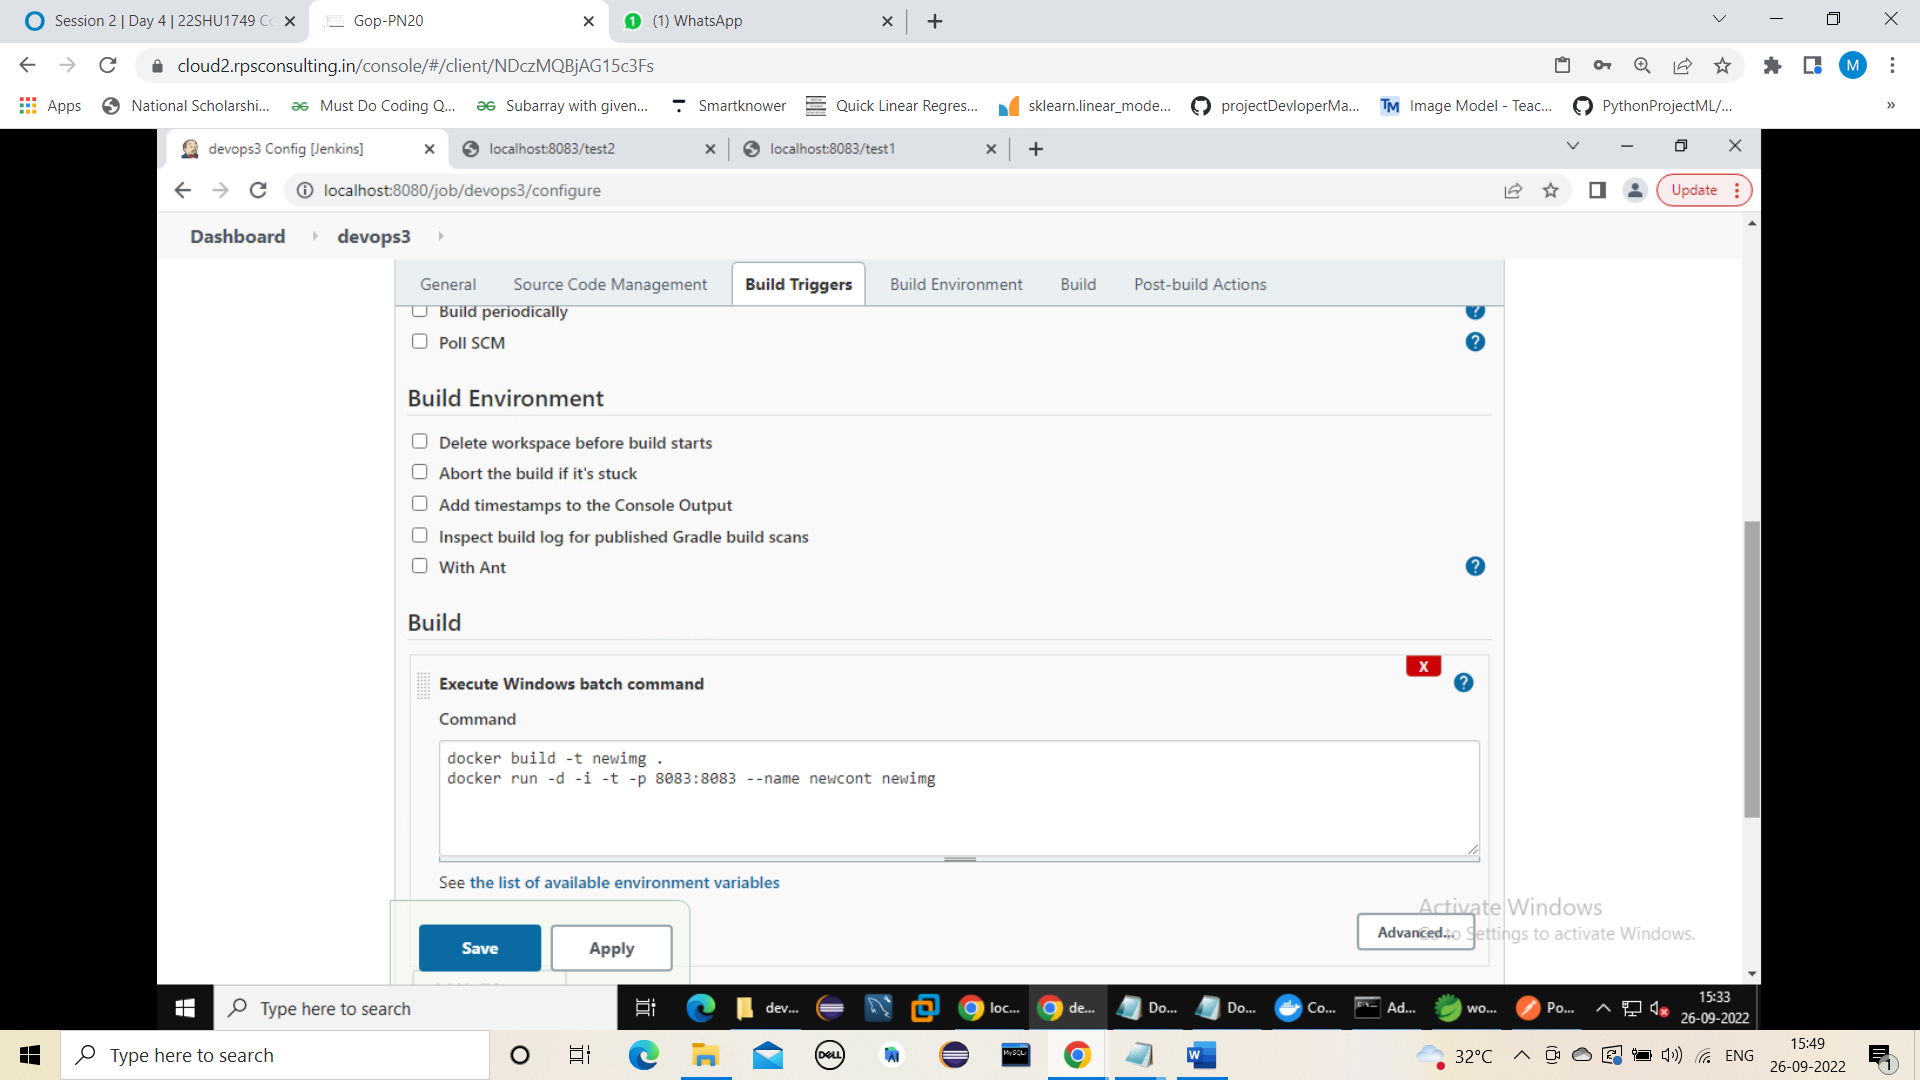 Session 2 | Day 4 | 22SHU1749 C
Gop-PN20
(1) WhatsApp
cloud2.rpsconsulting.in/console/#/client/NDczMQBjAG15c3Fs
M
Apps
National Scholarshi...
Must Do Coding Q...
Subarray with given...
Smartknower
Quick Linear Regres...
sklearn.linear_mode...
projectDevloperMa...
TM
Image Model - Teac...
PythonProjectML/...
»
devops3 Config [Jenkins]
localhost:8083/test2
localhost:8083/test1
localhost:8080/job/devops3/configure
Update
Dashboard
devops3
General
Source Code Management
Build Triggers
Build Environment
Build
Post-build Actions
Build periodically
?
Poll SCM
?
Build Environment
Delete workspace before build starts
Abort the build if it's stuck
Add timestamps to the Console Output
Inspect build log for published Gradle build scans
With Ant
?
Build
X
Execute Windows batch command
?
Command
docker build -t newimg .
docker run -d -i -t -p 8083:8083 --name newcont newimg
See the list of available environment variables
Activate Windows
Advanced...
Go to Settings to activate Windows.
Save
Apply
Type here to search
dev...
loc...
de...
Do...
Do...
Co...
Ad...
wo...
Po...
15:33
26-09-2022
Type here to search
DELL
MySQL
W
32°C
ENG
15:49
26-09-2022
1